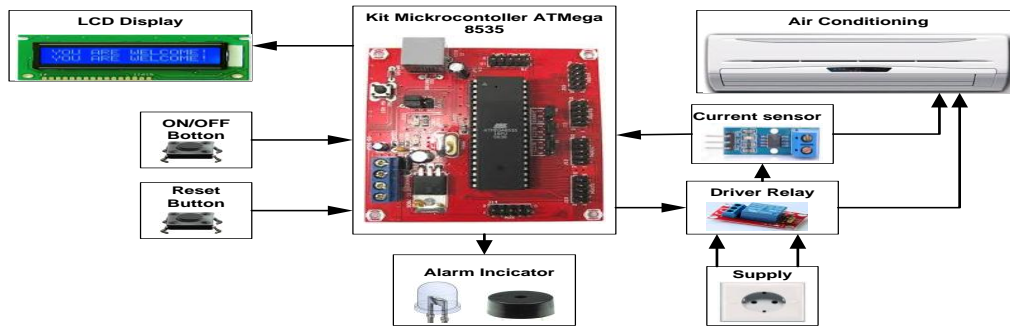 LCD Display
YOU ARE WELCOME!
YOU ARE WELCOME!
Kit Mickrocontoller ATMega
8535
Air Conditioning
ON/OFF
Botton
Current sensor
Reset
Button
Driver Relay
Alarm Incicator
Supply